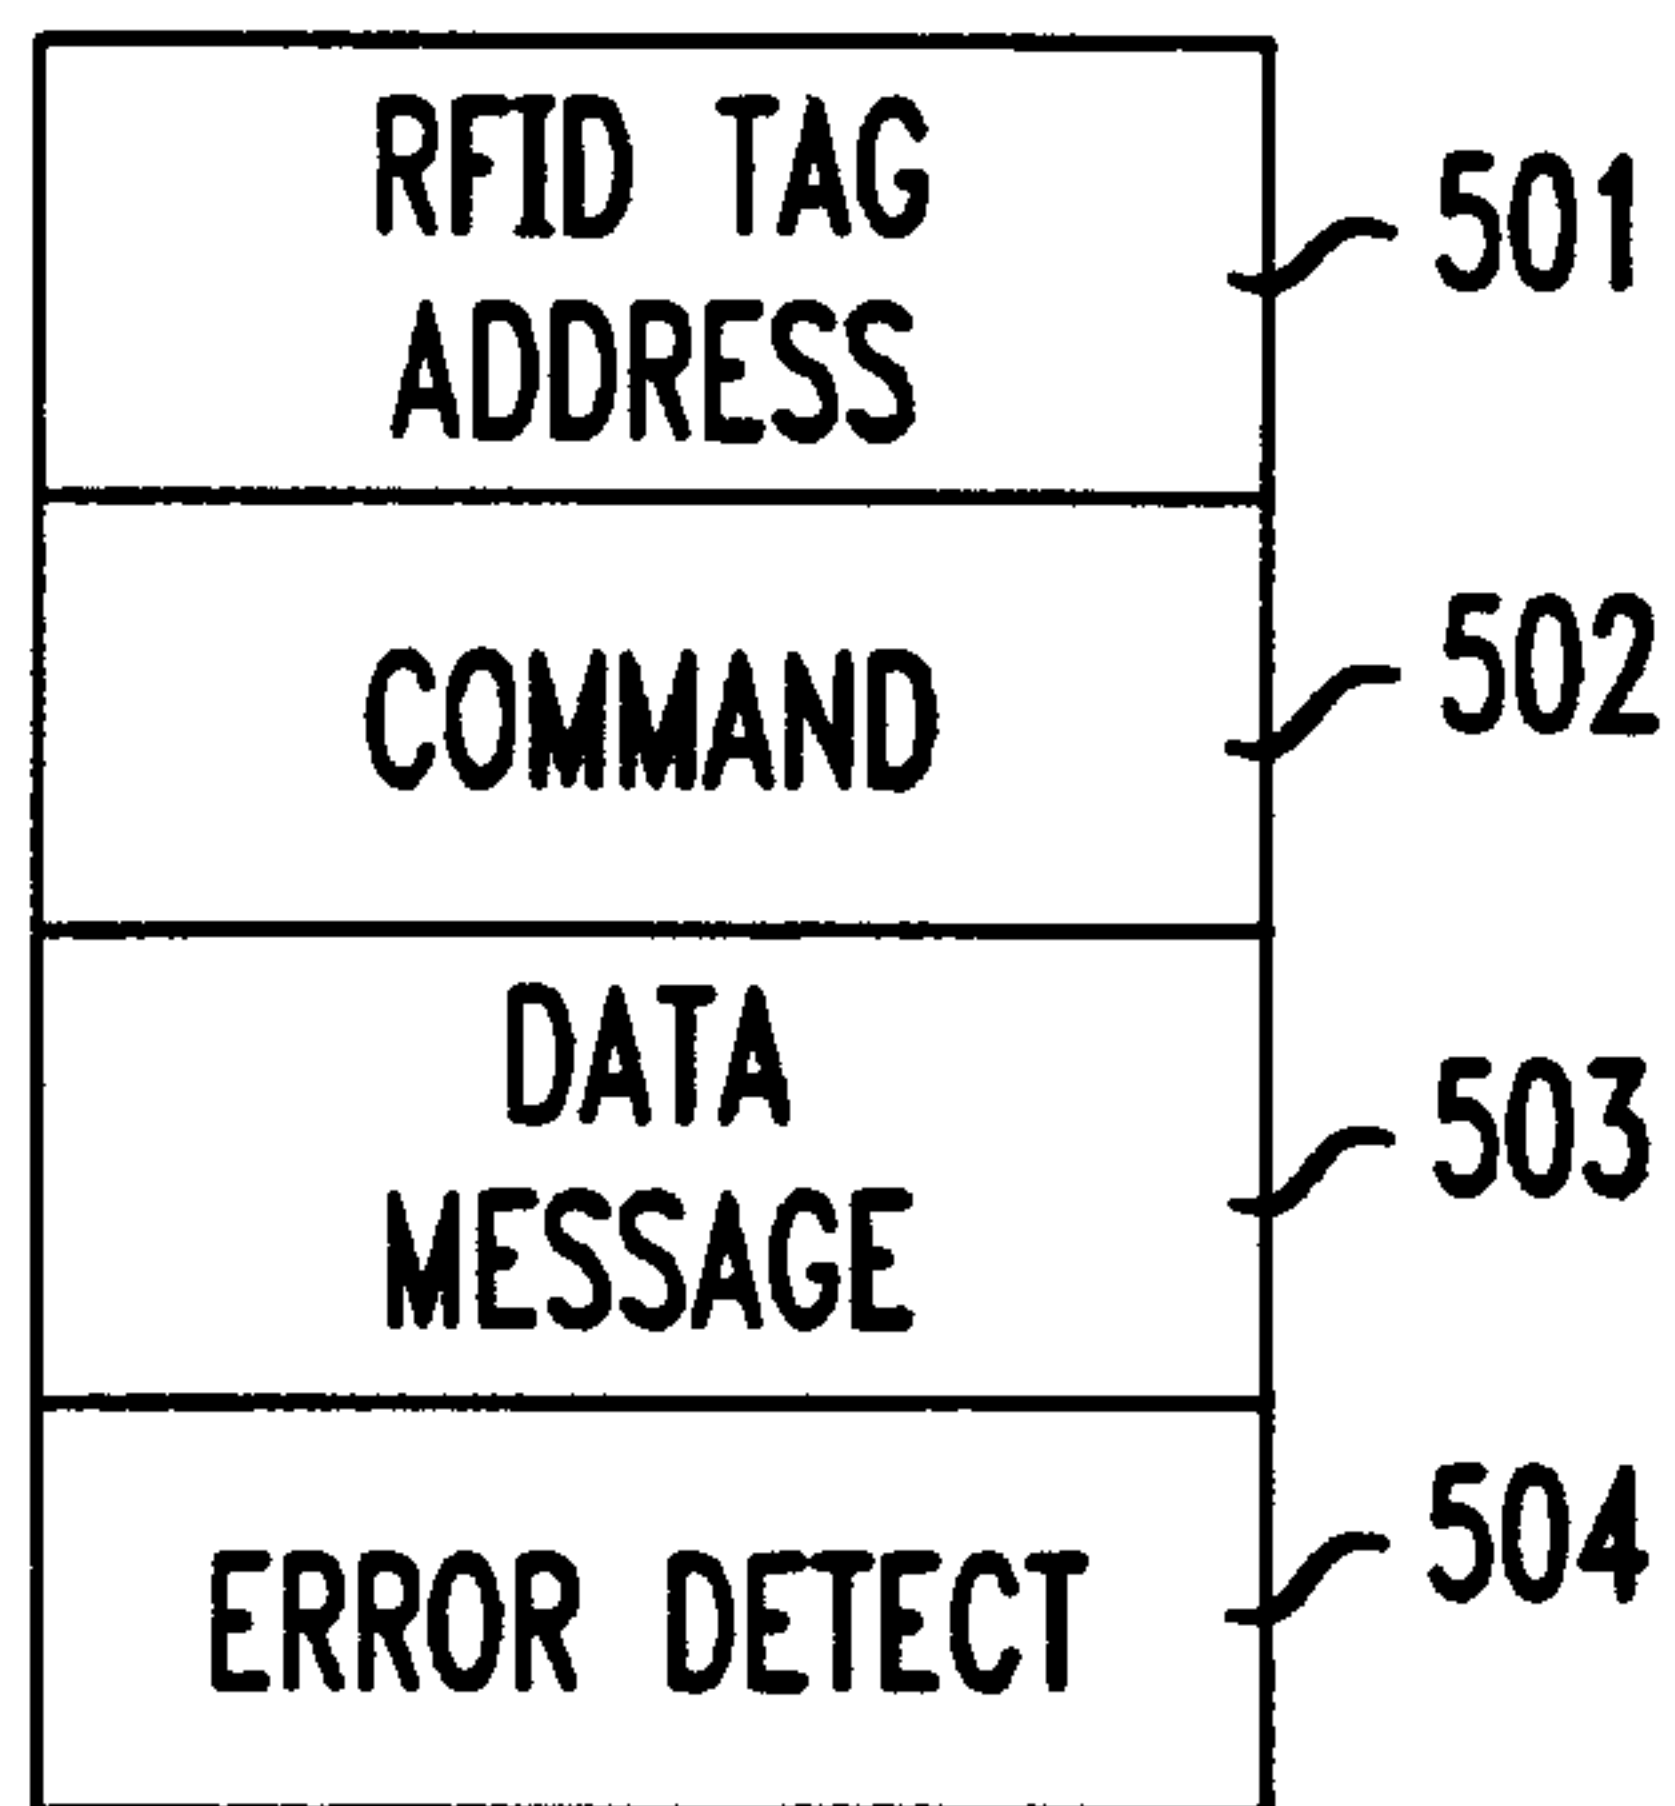 RFID TAG
ADDRESS
501
COMMAND
502
DATA
MESSAGE
503
ERROR DETECT
504